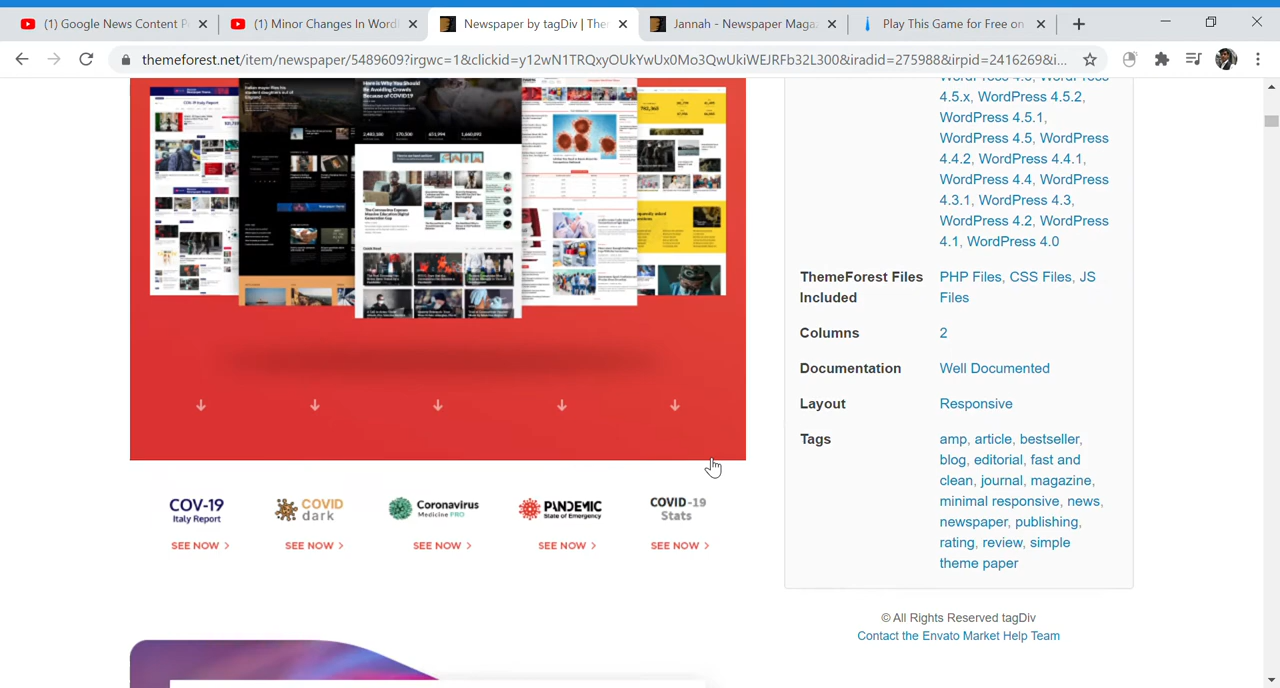 (1) Google News Content P
(1) Minor Changes In Word
Newspaper by tagDiv | The
Jannah - Newspaper Maga
Play This Game for Free on
themeforest.net/item/newspaper/5489609?irgwc=1&clickid=y12wN1TRQxyOUkYwUx0Mo3QwUkiWEJRFb32L300&iradid=275988&irpid=2416269&i...
4.5.x, WordPress 4.5.2,
WordPress 4.5.1,
WordPress 4.5, WordPress
4.4.2, WordPress 4.4.1,
WordPress 4.4, WordPress
4.3.1, WordPress 4.3,
WordPress 4.2, WordPress
4.1, WordPress 4.0
ThemeForest Files Included
PHP Files, CSS Files, JS
Files
Columns
2
Documentation
Well Documented
Layout
Responsive
Tags
amp, article, bestseller,
blog, editorial, fast and
clean, journal, magazine,
minimal responsive, news,
newspaper, publishing,
rating, review, simple
theme paper
COV-19
Italy Report
COVID
dark
Coronavirus
Medicine PRO
PANDEMIC
State of Emergency
COVID-19
Stats
SEE NOW >
SEE NOW >
SEE NOW >
SEE NOW >
SEE NOW >
© All Rights Reserved tagDiv
Contact the Envato Market Help Team